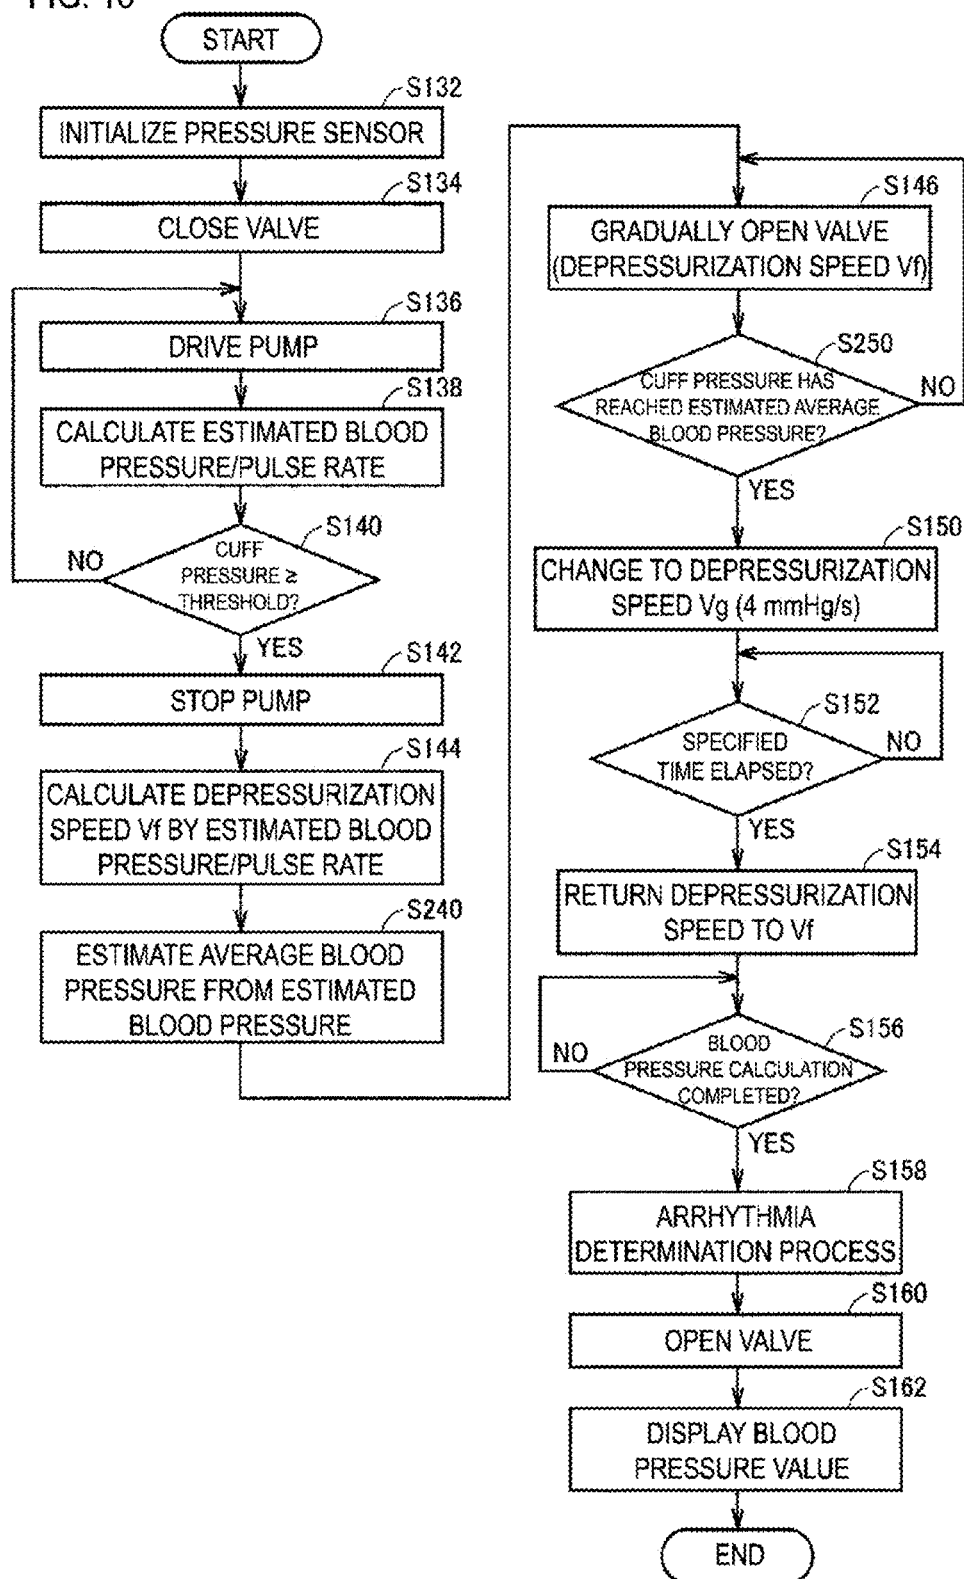 START
S132
INITIALIZE PRESSURE SENSOR
S134
CLOSE VALVE
S136
DRIVE PUMP
S138
CALCULATE ESTIMATED BLOOD
PRESSURE/PULSE RATE
S140
CUFF
PRESSURE ≥
THRESHOLD?
NO
YES
S142
STOP PUMP
S144
CALCULATE DEPRESSURIZATION
SPEED Vf BY ESTIMATED BLOOD
PRESSURE/PULSE RATE
S240
ESTIMATE AVERAGE BLOOD
PRESSURE FROM ESTIMATED
BLOOD PRESSURE
S146
GRADUALLY OPEN VALVE
(DEPRESSURIZATION SPEED Vf)
S250
CUFF PRESSURE HAS
REACHED ESTIMATED AVERAGE
BLOOD PRESSURE?
NO
YES
S150
CHANGE TO DEPRESSURIZATION
SPEED Vg (4 mmHg/s)
S152
SPECIFIED
TIME ELAPSED?
NO
YES
S154
RETURN DEPRESSURIZATION
SPEED TO Vf
S156
BLOOD
PRESSURE CALCULATION
COMPLETED?
NO
YES
S158
ARRHYTHMIA
DETERMINATION PROCESS
S160
OPEN VALVE
S162
DISPLAY BLOOD
PRESSURE VALUE
END